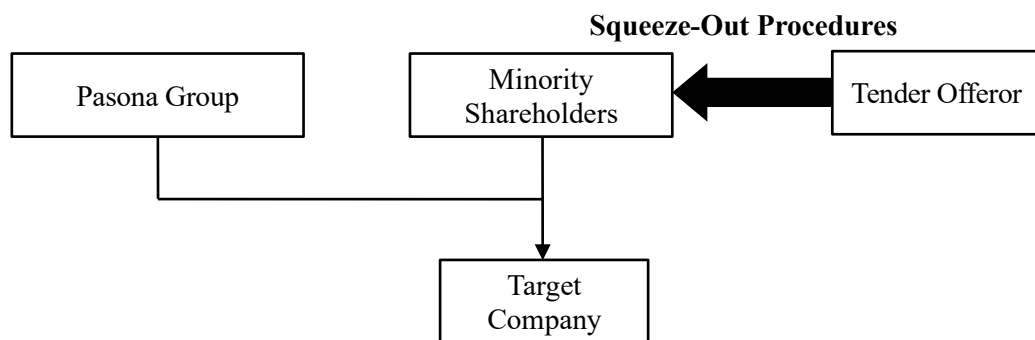 Squeeze-Out Procedures
Pasona Group
Minority
Shareholders
Tender Offeror
Target
Company